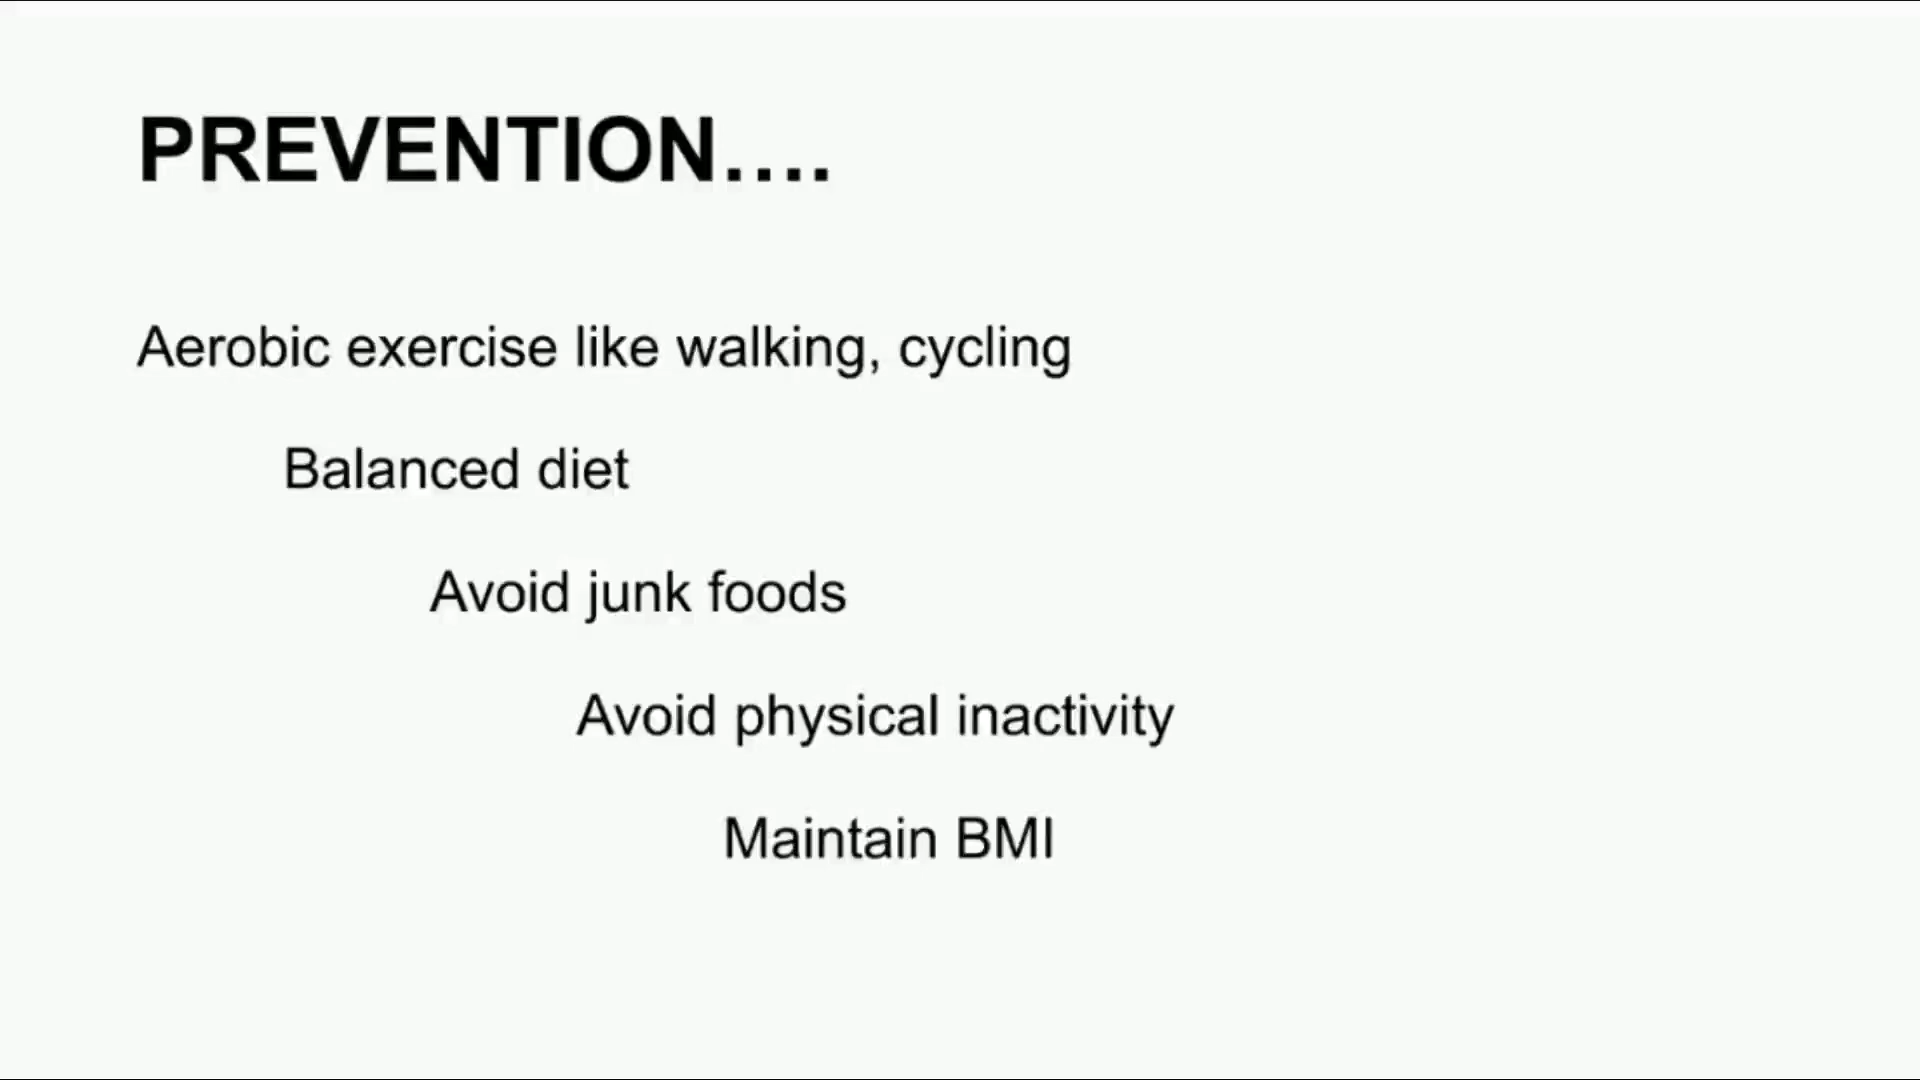 PREVENTION....
Aerobic exercise like walking, cycling
Balanced diet
Avoid junk foods
Avoid physical inactivity
Maintain BMI